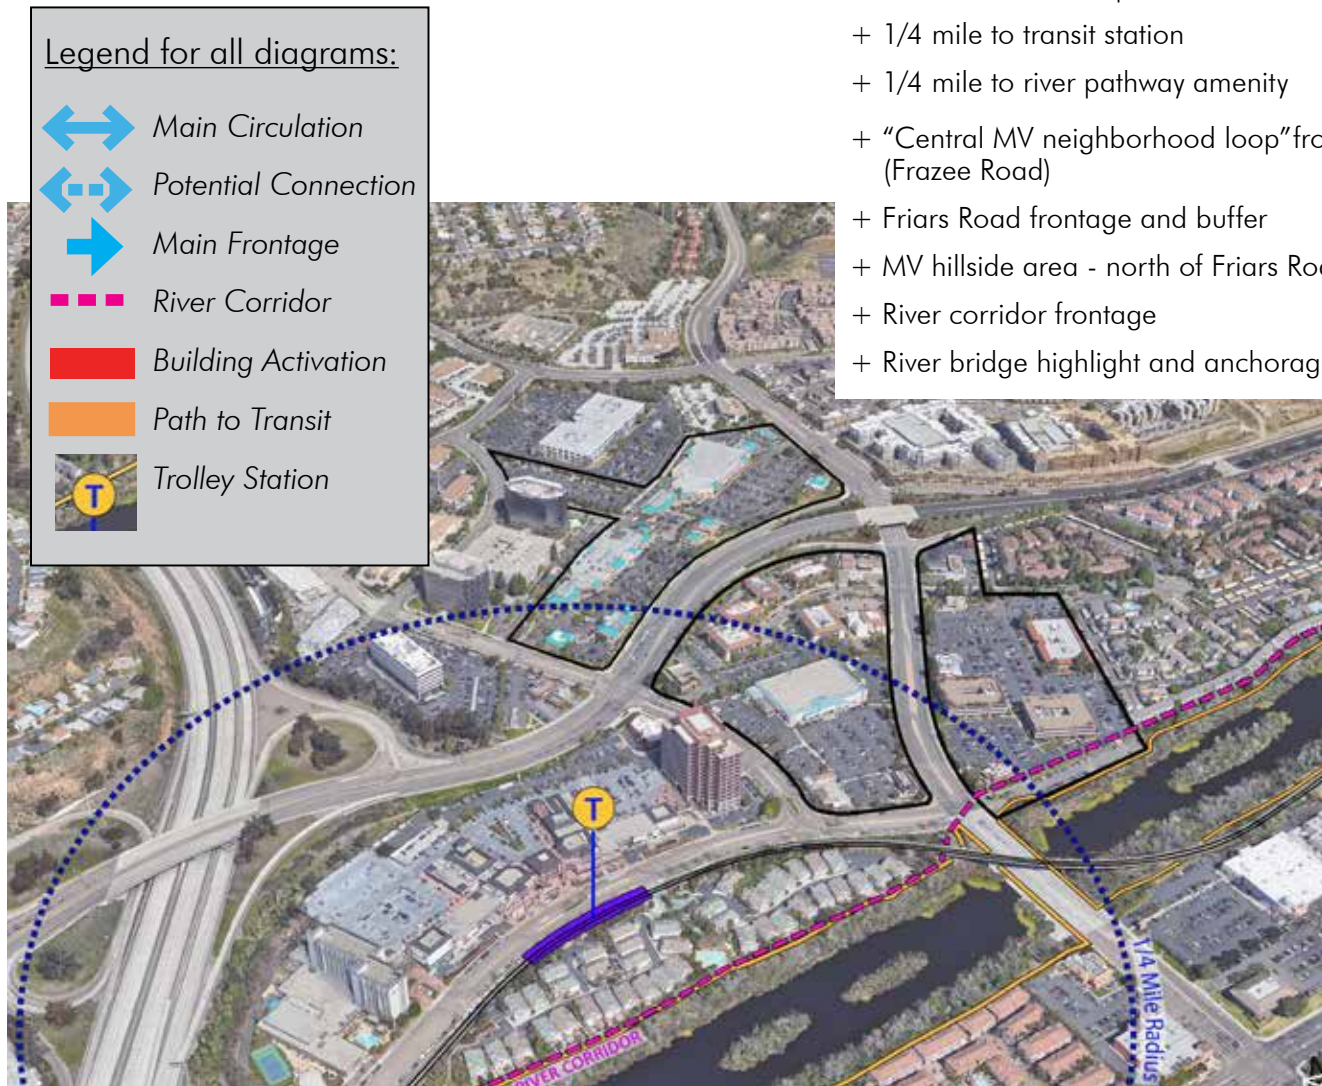 Legend for all diagrams:
Main Circulation
Potential Connection
Main Frontage
River Corridor
Building Activation
Path to Transit
T
Trolley Station
+ 1/4 mile to transit station
+ 1/4 mile to river pathway amenity
+ “Central MV neighborhood loop”fro
(Frazee Road)
+ Friars Road frontage and buffer
+ MV hillside area - north of Friars Ro
+ River corridor frontage
+ River bridge highlight and anchorag
T
1/4 Mile Radius
RIVER CORRIDOR